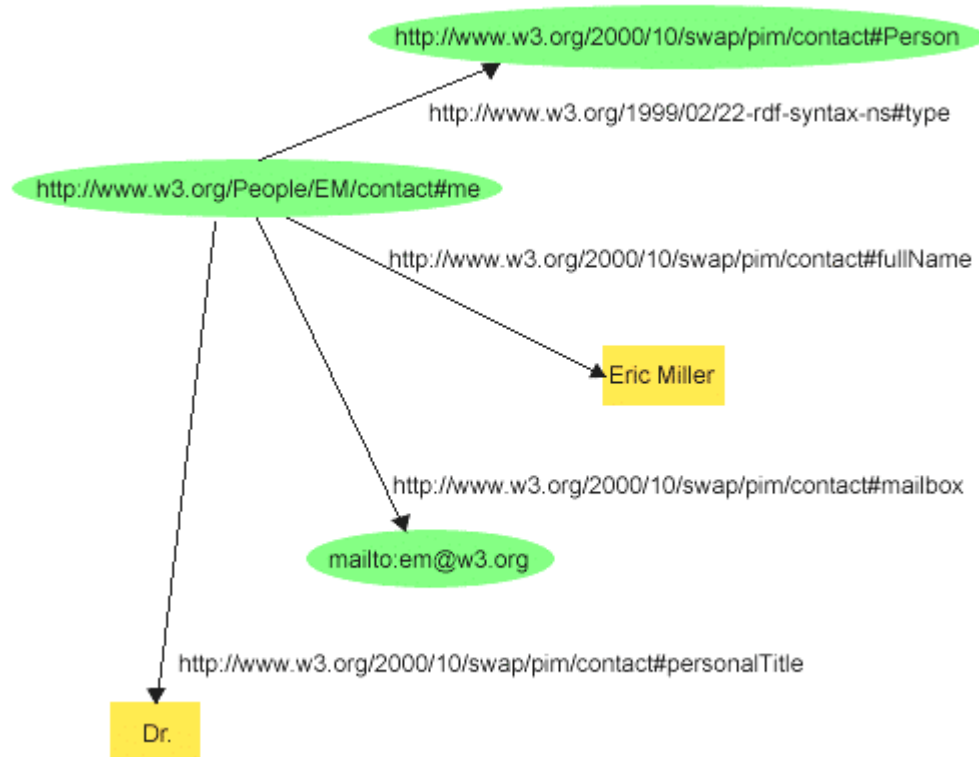 http://www.w3.org/2000/10/swap/pim/contact#Person
http://www.w3.org/1999/02/22-rdf-syntax-ns#type
http://www.w3.org/People/EM/contact#me
http://www.w3.org/2000/10/swap/pim/contact#fullName
Eric Miller
http://www.w3.org/2000/10/swap/pim/contact#mailbox
mailto:em@w3.org
http://www.w3.org/2000/10/swap/pim/contact#personalTitle
Dr.